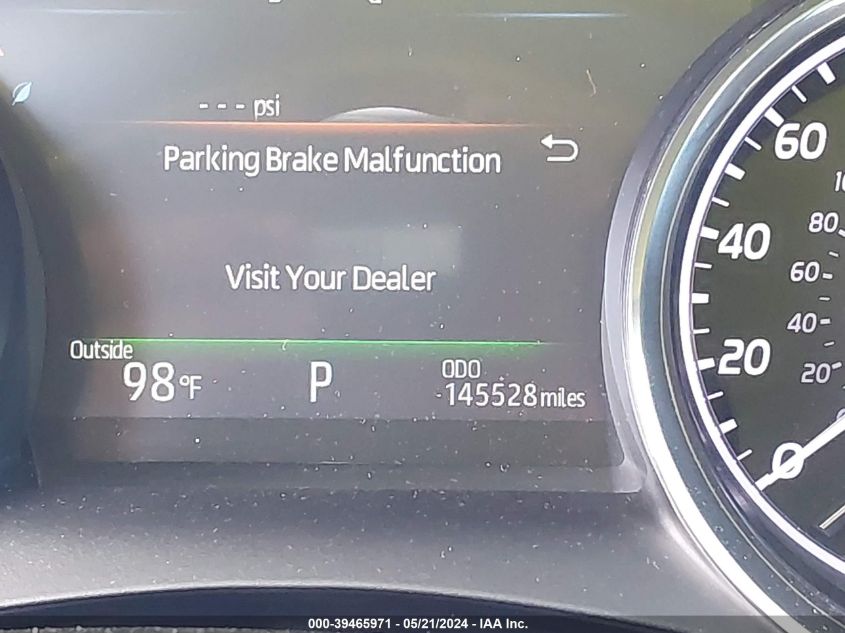 - - - psi
Parking Brake Malfunction
Visit Your Dealer
Outside
98°F
P
ODO
145528 miles
60
40
20
0
80
60
40
20
000-39465971 - 05/21/2024 - IAA Inc.